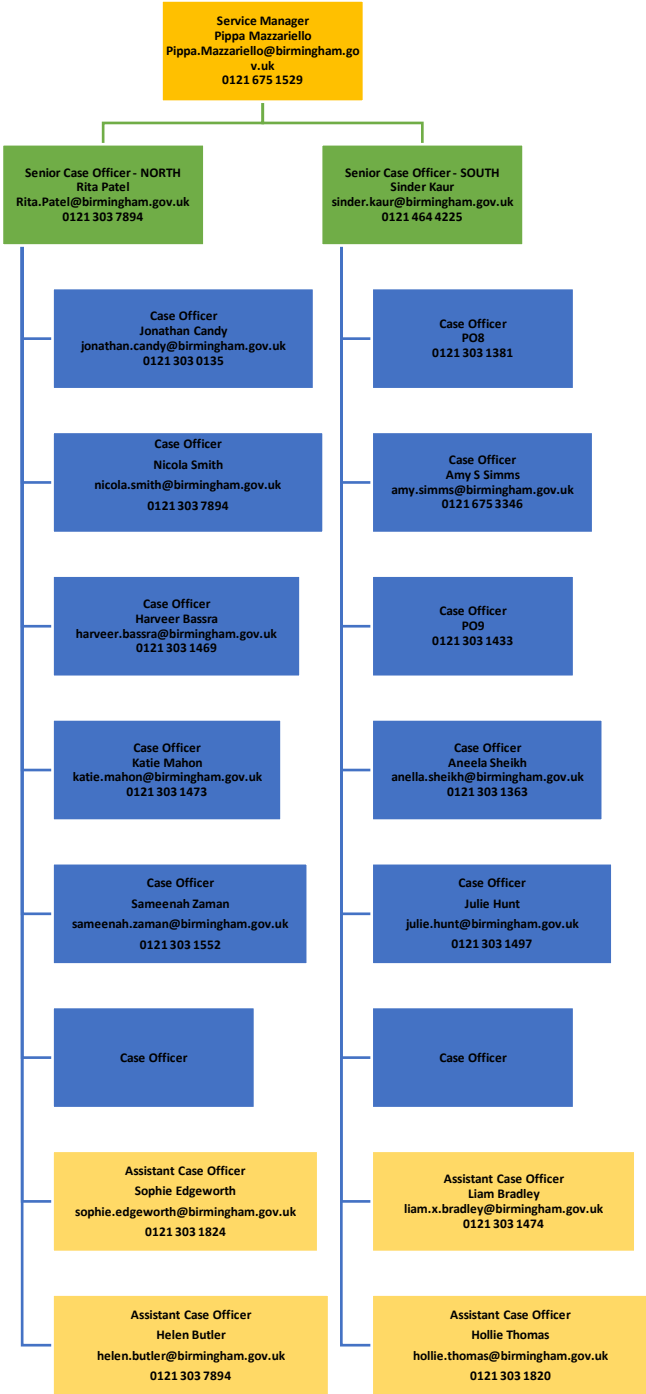 Service Manager
Pippa Mazzariello
Pippa.Mazzariello@birmingham.go
v.uk
0121 675 1529
Senior Case Officer - NORTH
Rita Patel
Rita.Patel@birmingham.gov.uk
0121 303 7894
Senior Case Officer - SOUTH
Sinder Kaur
sinder.kaur@birmingham.gov.uk
0121 464 4225
Case Officer
Jonathan Candy
jonathan.candy@birmingham.gov.uk
0121 303 0135
Case Officer
PO8
0121 303 1381
Case Officer
Nicola Smith
nicola.smith@birmingham.gov.uk
0121 303 7894
Case Officer
Amy S Simms
amy.simms@birmingham.gov.uk
0121 675 3346
Case Officer
Harveer Bassra
harveer.bassra@birmingham.gov.uk
0121 303 1469
Case Officer
PO9
0121 303 1433
Case Officer
Katie Mahon
katie.mahon@birmingham.gov.uk
0121 303 1473
Case Officer
Aneela Sheikh
anella.sheikh@birmingham.gov.uk
0121 303 1363
Case Officer
Sameenah Zaman
sameenah.zaman@birmingham.gov.uk
0121 303 1552
Case Officer
Julie Hunt
julie.hunt@birmingham.gov.uk
0121 303 1497
Case Officer
Case Officer
Assistant Case Officer
Sophie Edgeworth
sophie.edgeworth@birmingham.gov.uk
0121 303 1824
Assistant Case Officer
Liam Bradley
liam.x.bradley@birmingham.gov.uk
0121 303 1474
Assistant Case Officer
Helen Butler
helen.butler@birmingham.gov.uk
0121 303 7894
Assistant Case Officer
Hollie Thomas
hollie.thomas@birmingham.gov.uk
0121 303 1820